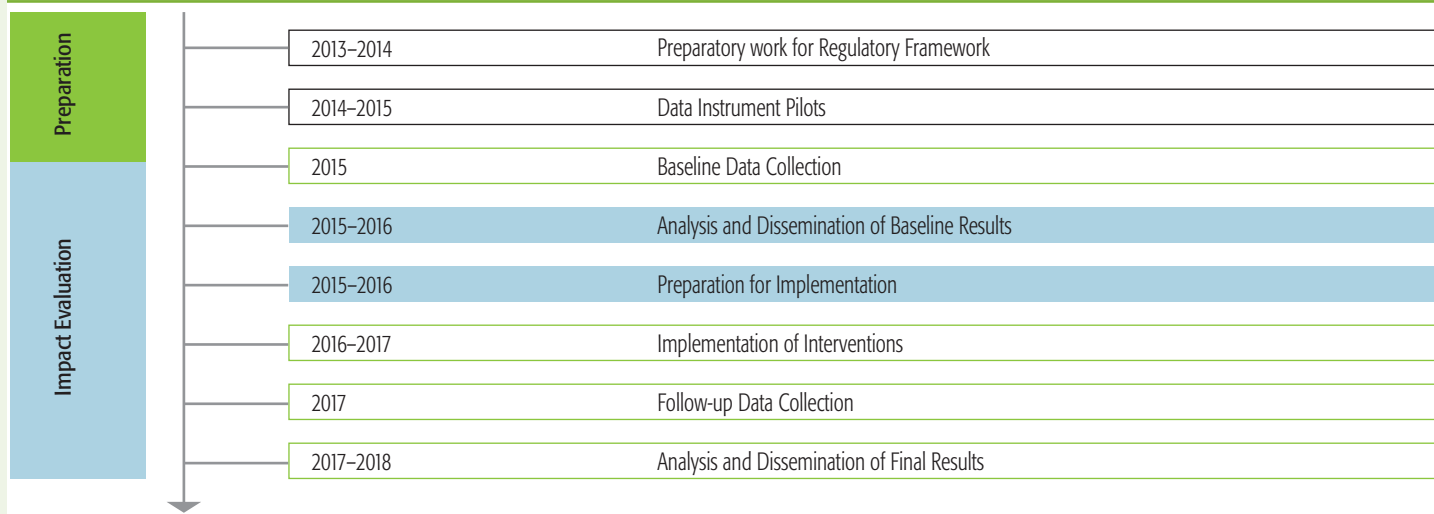 Preparation
2013–2014 Preparatory work for Regulatory Framework
2014–2015 Data Instrument Pilots
Impact Evaluation
2015 Baseline Data Collection
2015–2016 Analysis and Dissemination of Baseline Results
2015–2016 Preparation for Implementation
2016–2017 Implementation of Interventions
2017 Follow-up Data Collection
2017–2018 Analysis and Dissemination of Final Results